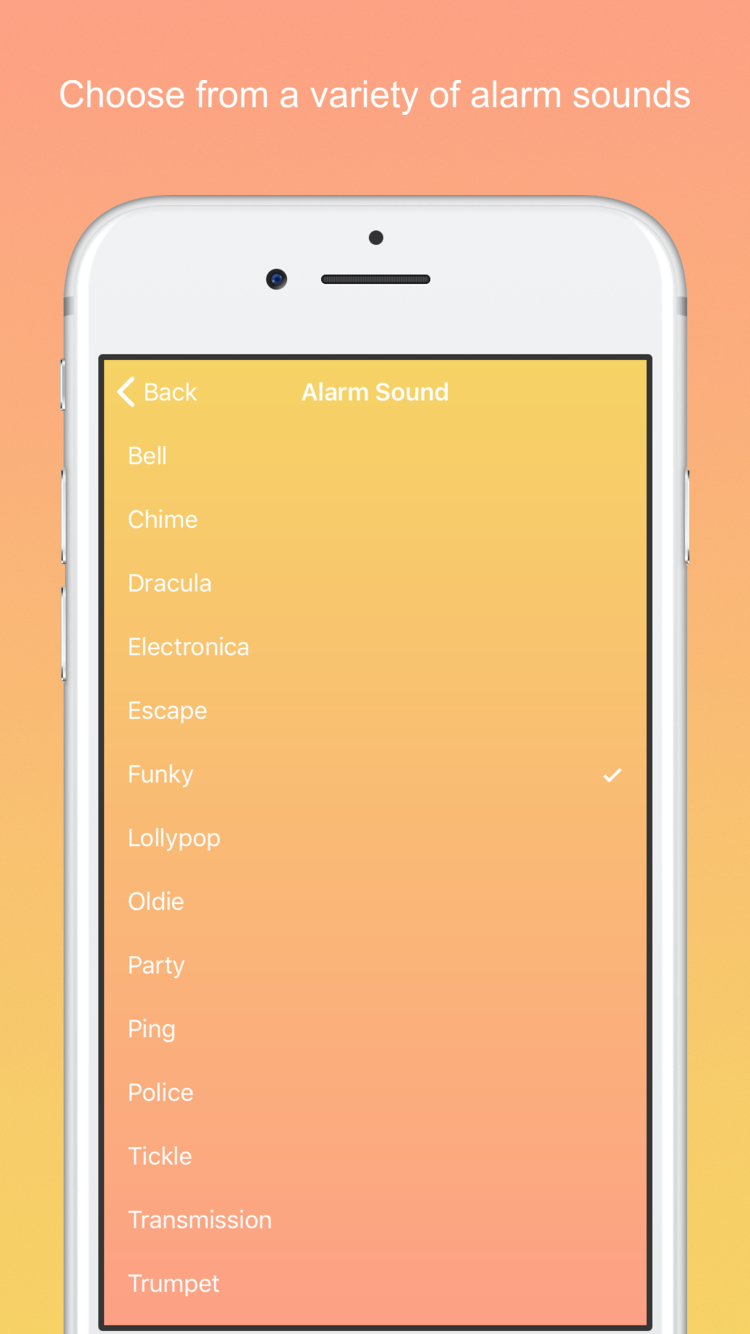 Choose from a variety of alarm sounds
Back
Alarm Sound
Bell
Chime
Dracula
Electronica
Escape
Funky
Lollypop
Oldie
Party
Ping
Police
Tickle
Transmission
Trumpet